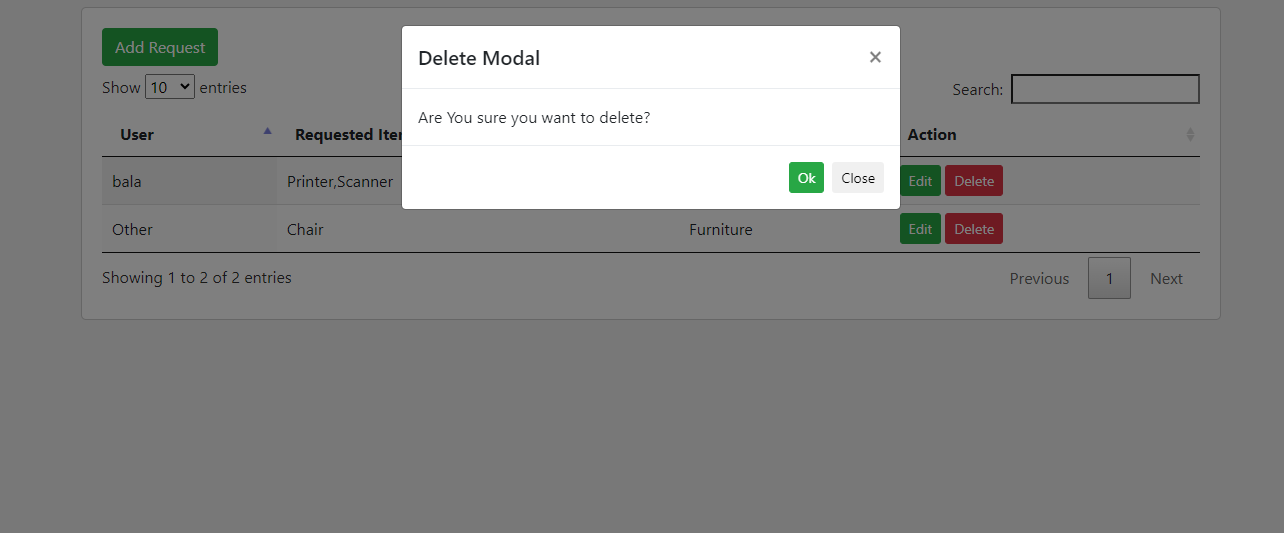 Add Request
Delete Modal ×
Show 10 entries
Search:
Are You sure you want to delete?
User Requested Iter Action
Ok Close
bala Printer,Scanner Edit Delete
Other Chair Furniture Edit Delete
Showing 1 to 2 of 2 entries Previous 1 Next